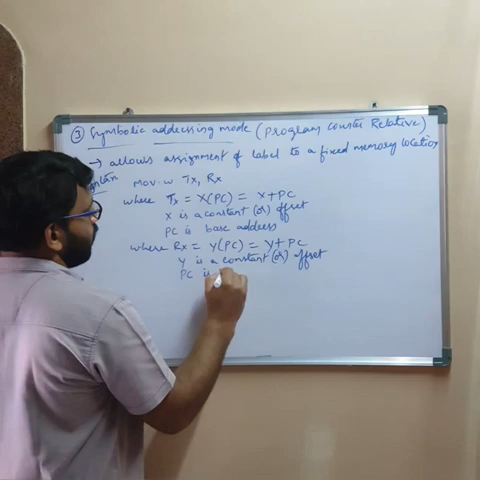 ③ Symbolic addressing mode (Program Counter Relative)
→ allows assignment of label to a fixed memory location
MOV.W Tx, Rx
where Tx = X(PC) = X+PC
X is a constant (or) offset
PC is base address
where Rx = Y(PC) = Y+PC
Y is a constant (or) offset
PC is